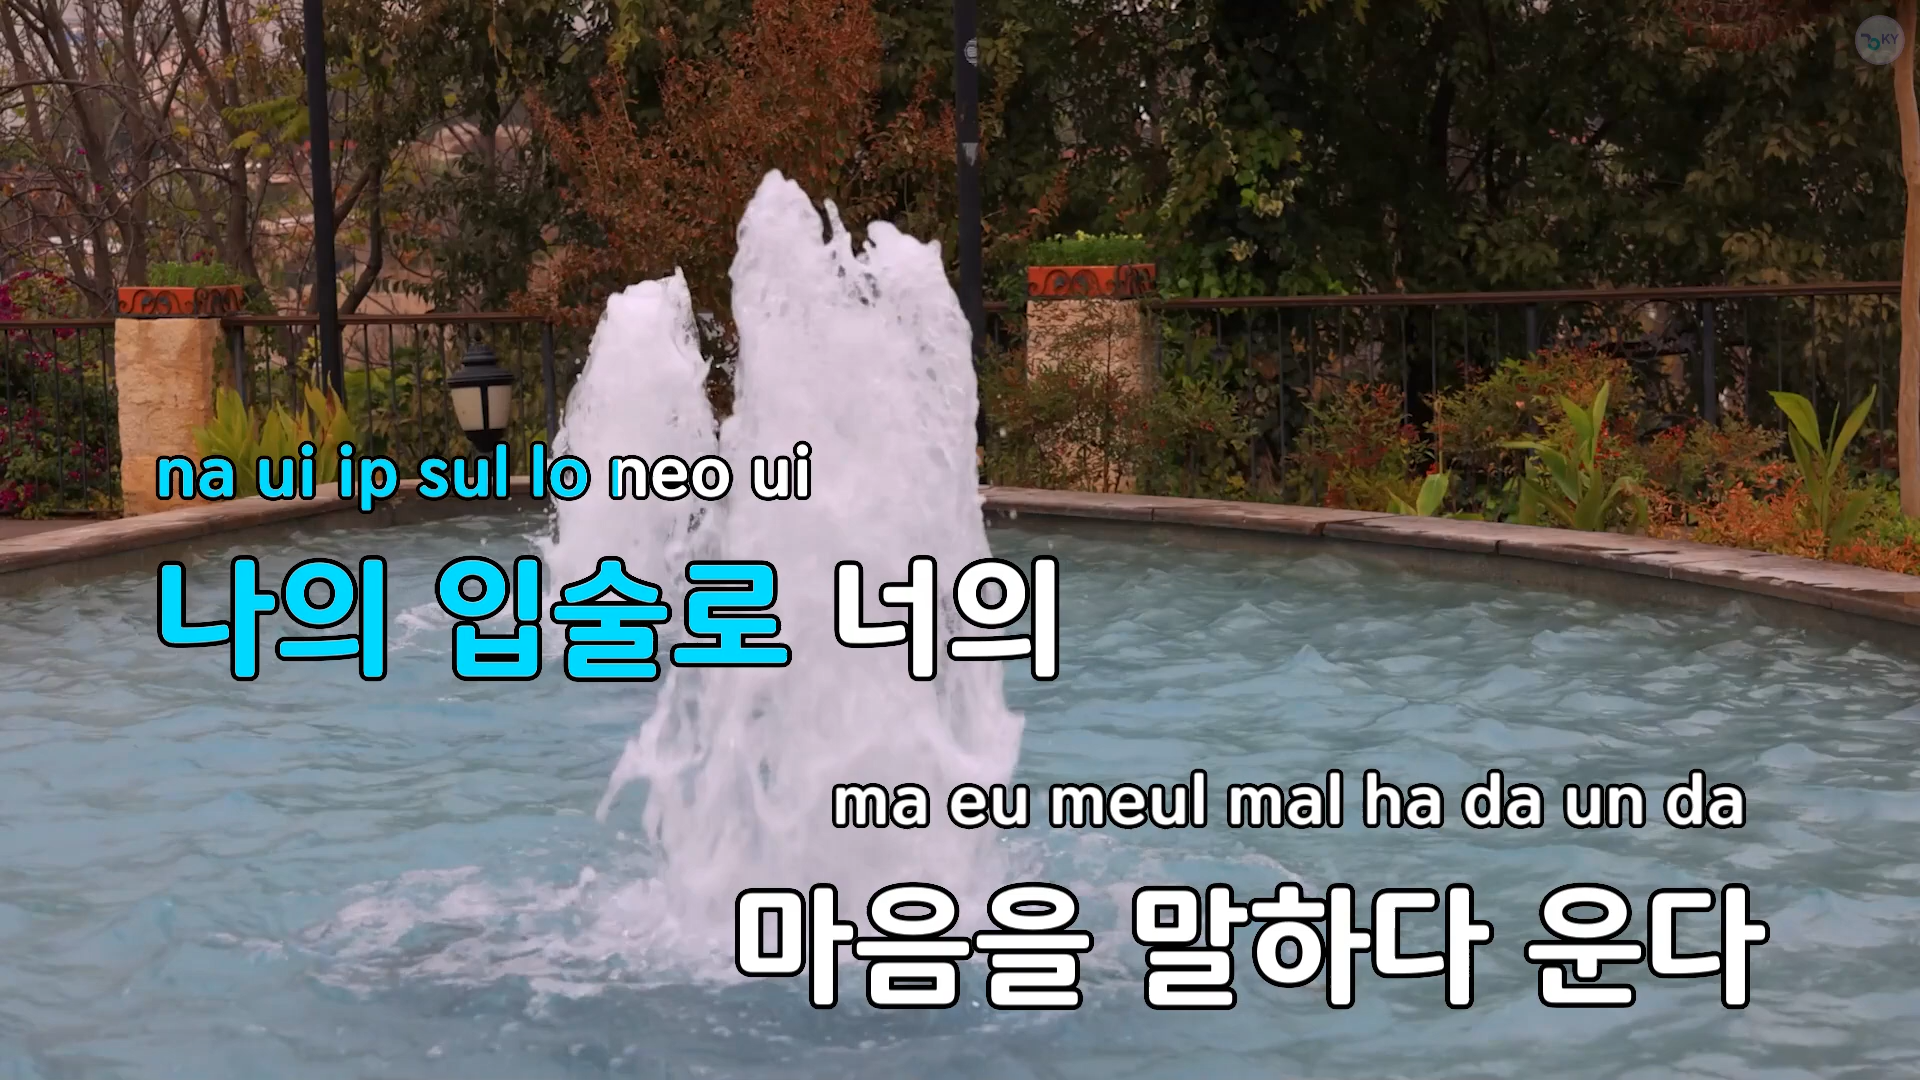 KY
na ui ip sul lo neo ui
나의 입술로 너의
ma eu meul mal ha da un da
마음을 말하다 운다